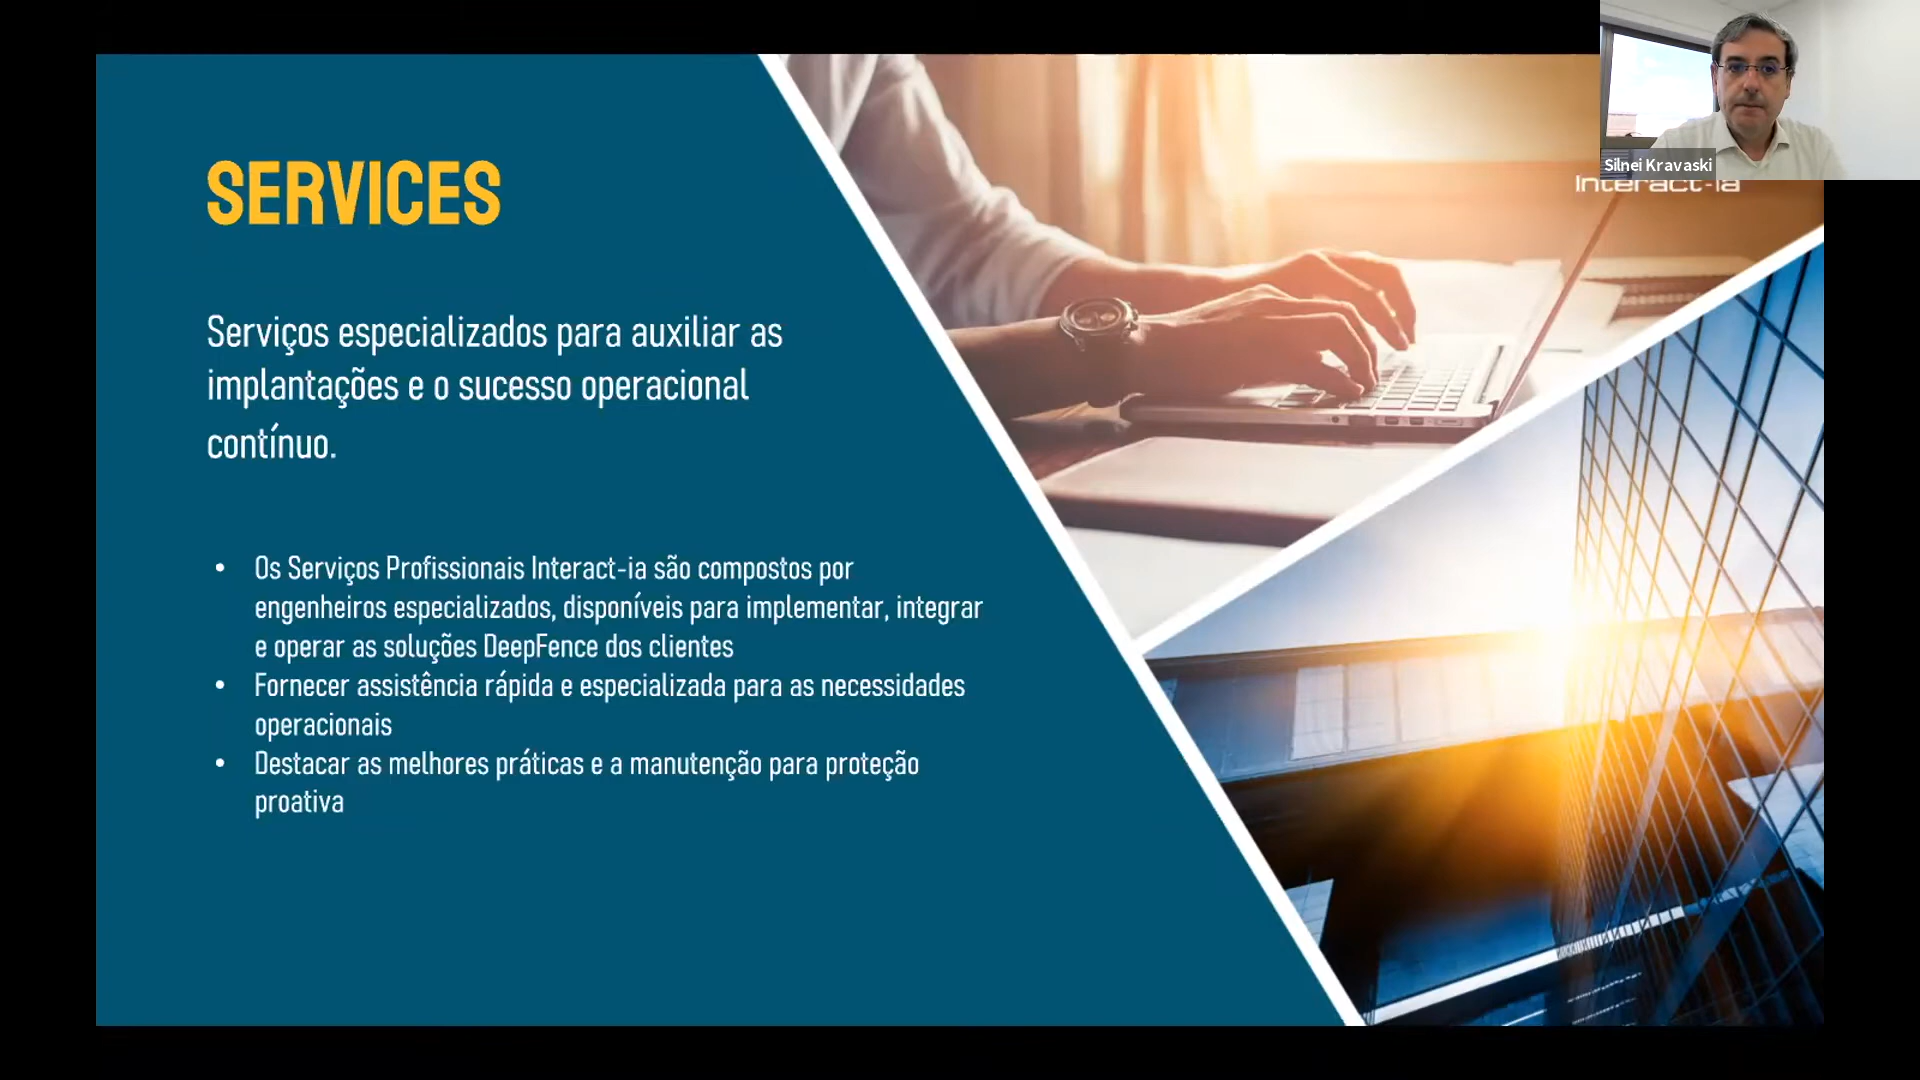 SERVICES
Serviços especializados para auxiliar as
implantações e o sucesso operacional
contínuo.
• Os Serviços Profissionais Interact-ia são compostos por
engenheiros especializados, disponíveis para implementar, integrar
e operar as soluções DeepFence dos clientes
• Fornecer assistência rápida e especializada para as necessidades
operacionais
• Destacar as melhores práticas e a manutenção para proteção
proativa
Silnei Kravaski
Interact-ia